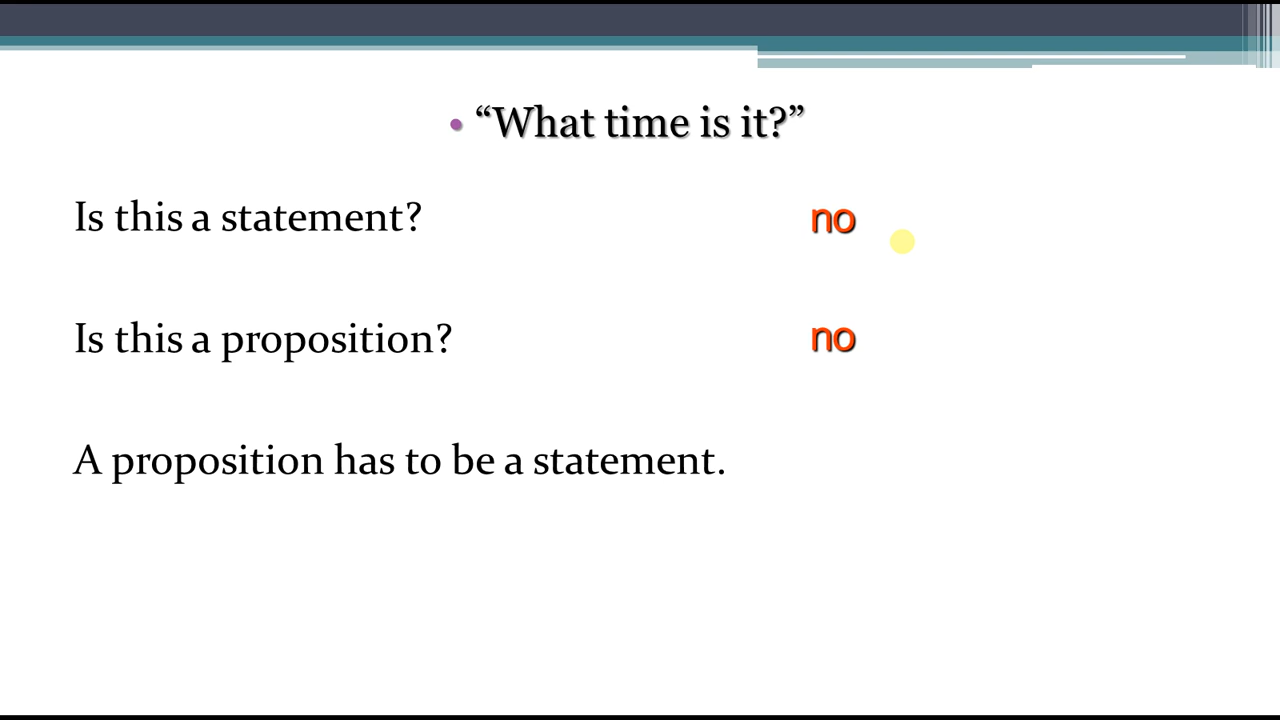 • “What time is it?”
Is this a statement? no
Is this a proposition? no
A proposition has to be a statement.